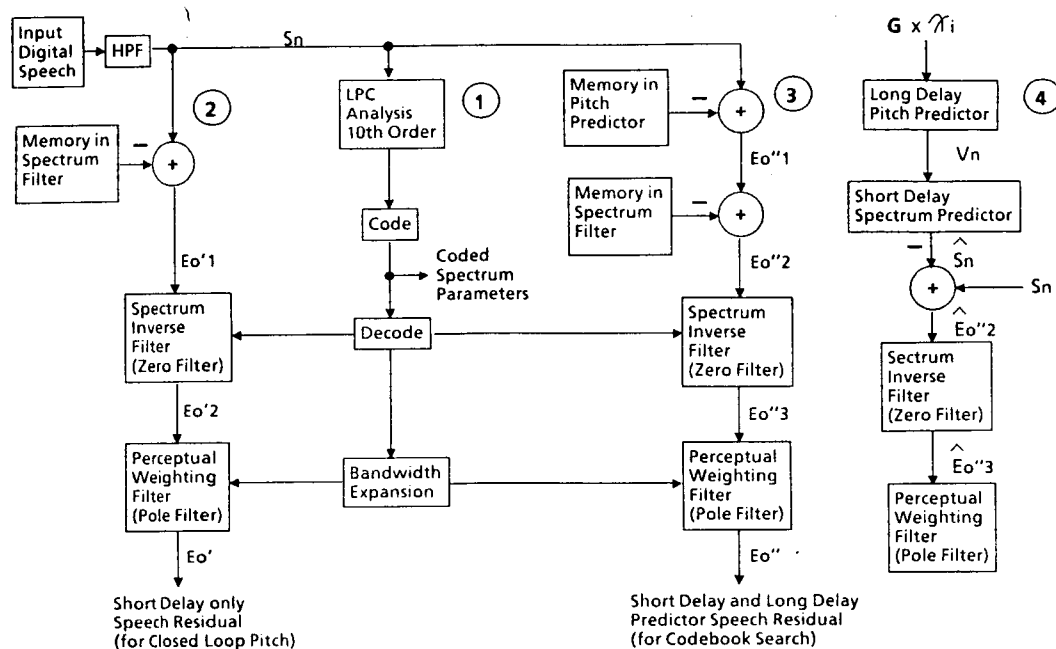 Input
Digital
Speech
HPF
Sn
2
Memory in
Spectrum
Filter
−
+
Eo'1
Spectrum
Inverse
Filter
(Zero Filter)
Eo'2
Perceptual
Weighting
Filter
(Pole Filter)
Eo'
Short Delay only
Speech Residual
(for Closed Loop Pitch)
LPC
Analysis
10th Order
1
Code
Coded
Spectrum
Parameters
Decode
Bandwidth
Expansion
Memory in
Pitch
Predictor
−
+
3
Eo"1
Memory in
Spectrum
Filter
−
+
Eo"2
Spectrum
Inverse
Filter
(Zero Filter)
Eo"3
Perceptual
Weighting
Filter
(Pole Filter)
Eo"
Short Delay and Long Delay
Predictor Speech Residual
(for Codebook Search)
G x χi
Long Delay
Pitch Predictor
4
Vn
Short Delay
Spectrum Predictor
−
Ŝn
+
Sn
Êo"2
Sectrum
Inverse
Filter
(Zero Filter)
Êo"3
Perceptual
Weighting
Filter
(Pole Filter)